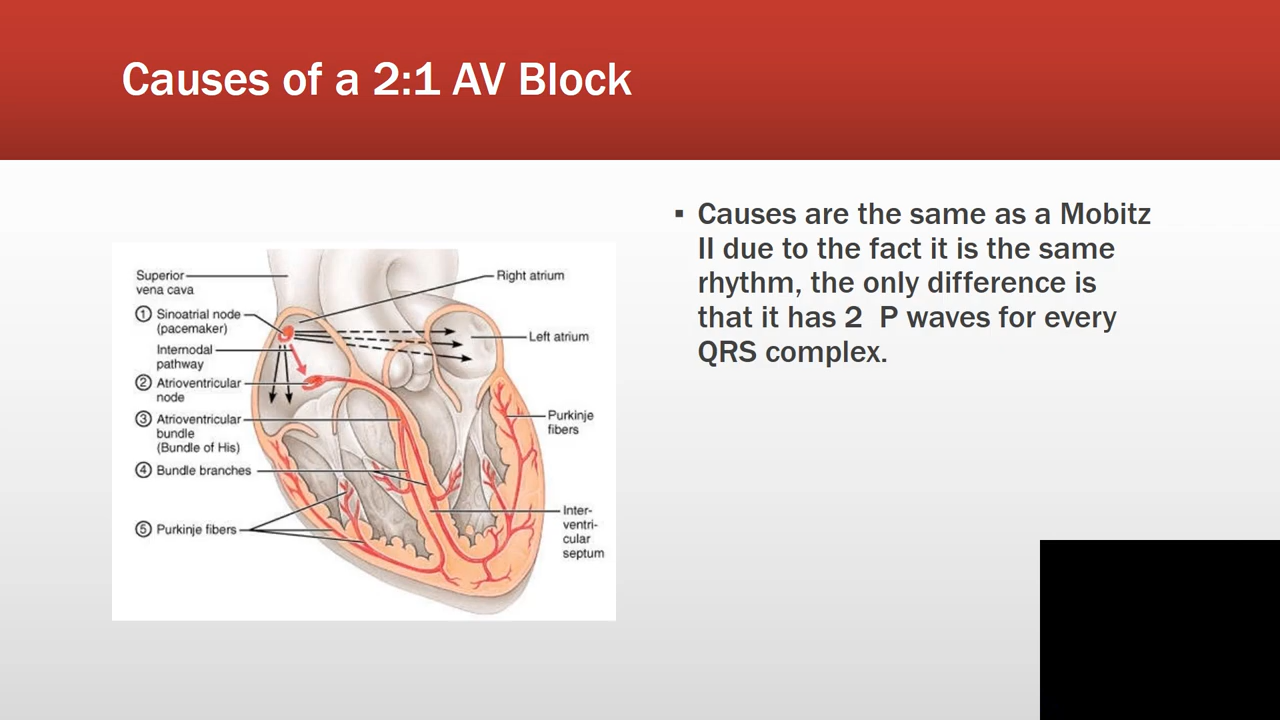 Causes of a 2:1 AV Block
▪ Causes are the same as a Mobitz
II due to the fact it is the same
rhythm, the only difference is
that it has 2  P waves for every
QRS complex.
Superior
vena cava
① Sinoatrial node
(pacemaker)
Internodal
pathway
② Atrioventricular
node
③ Atrioventricular
bundle
(Bundle of His)
④ Bundle branches
⑤ Purkinje fibers
Right atrium
Left atrium
Purkinje
fibers
Inter-
ventri-
cular
septum